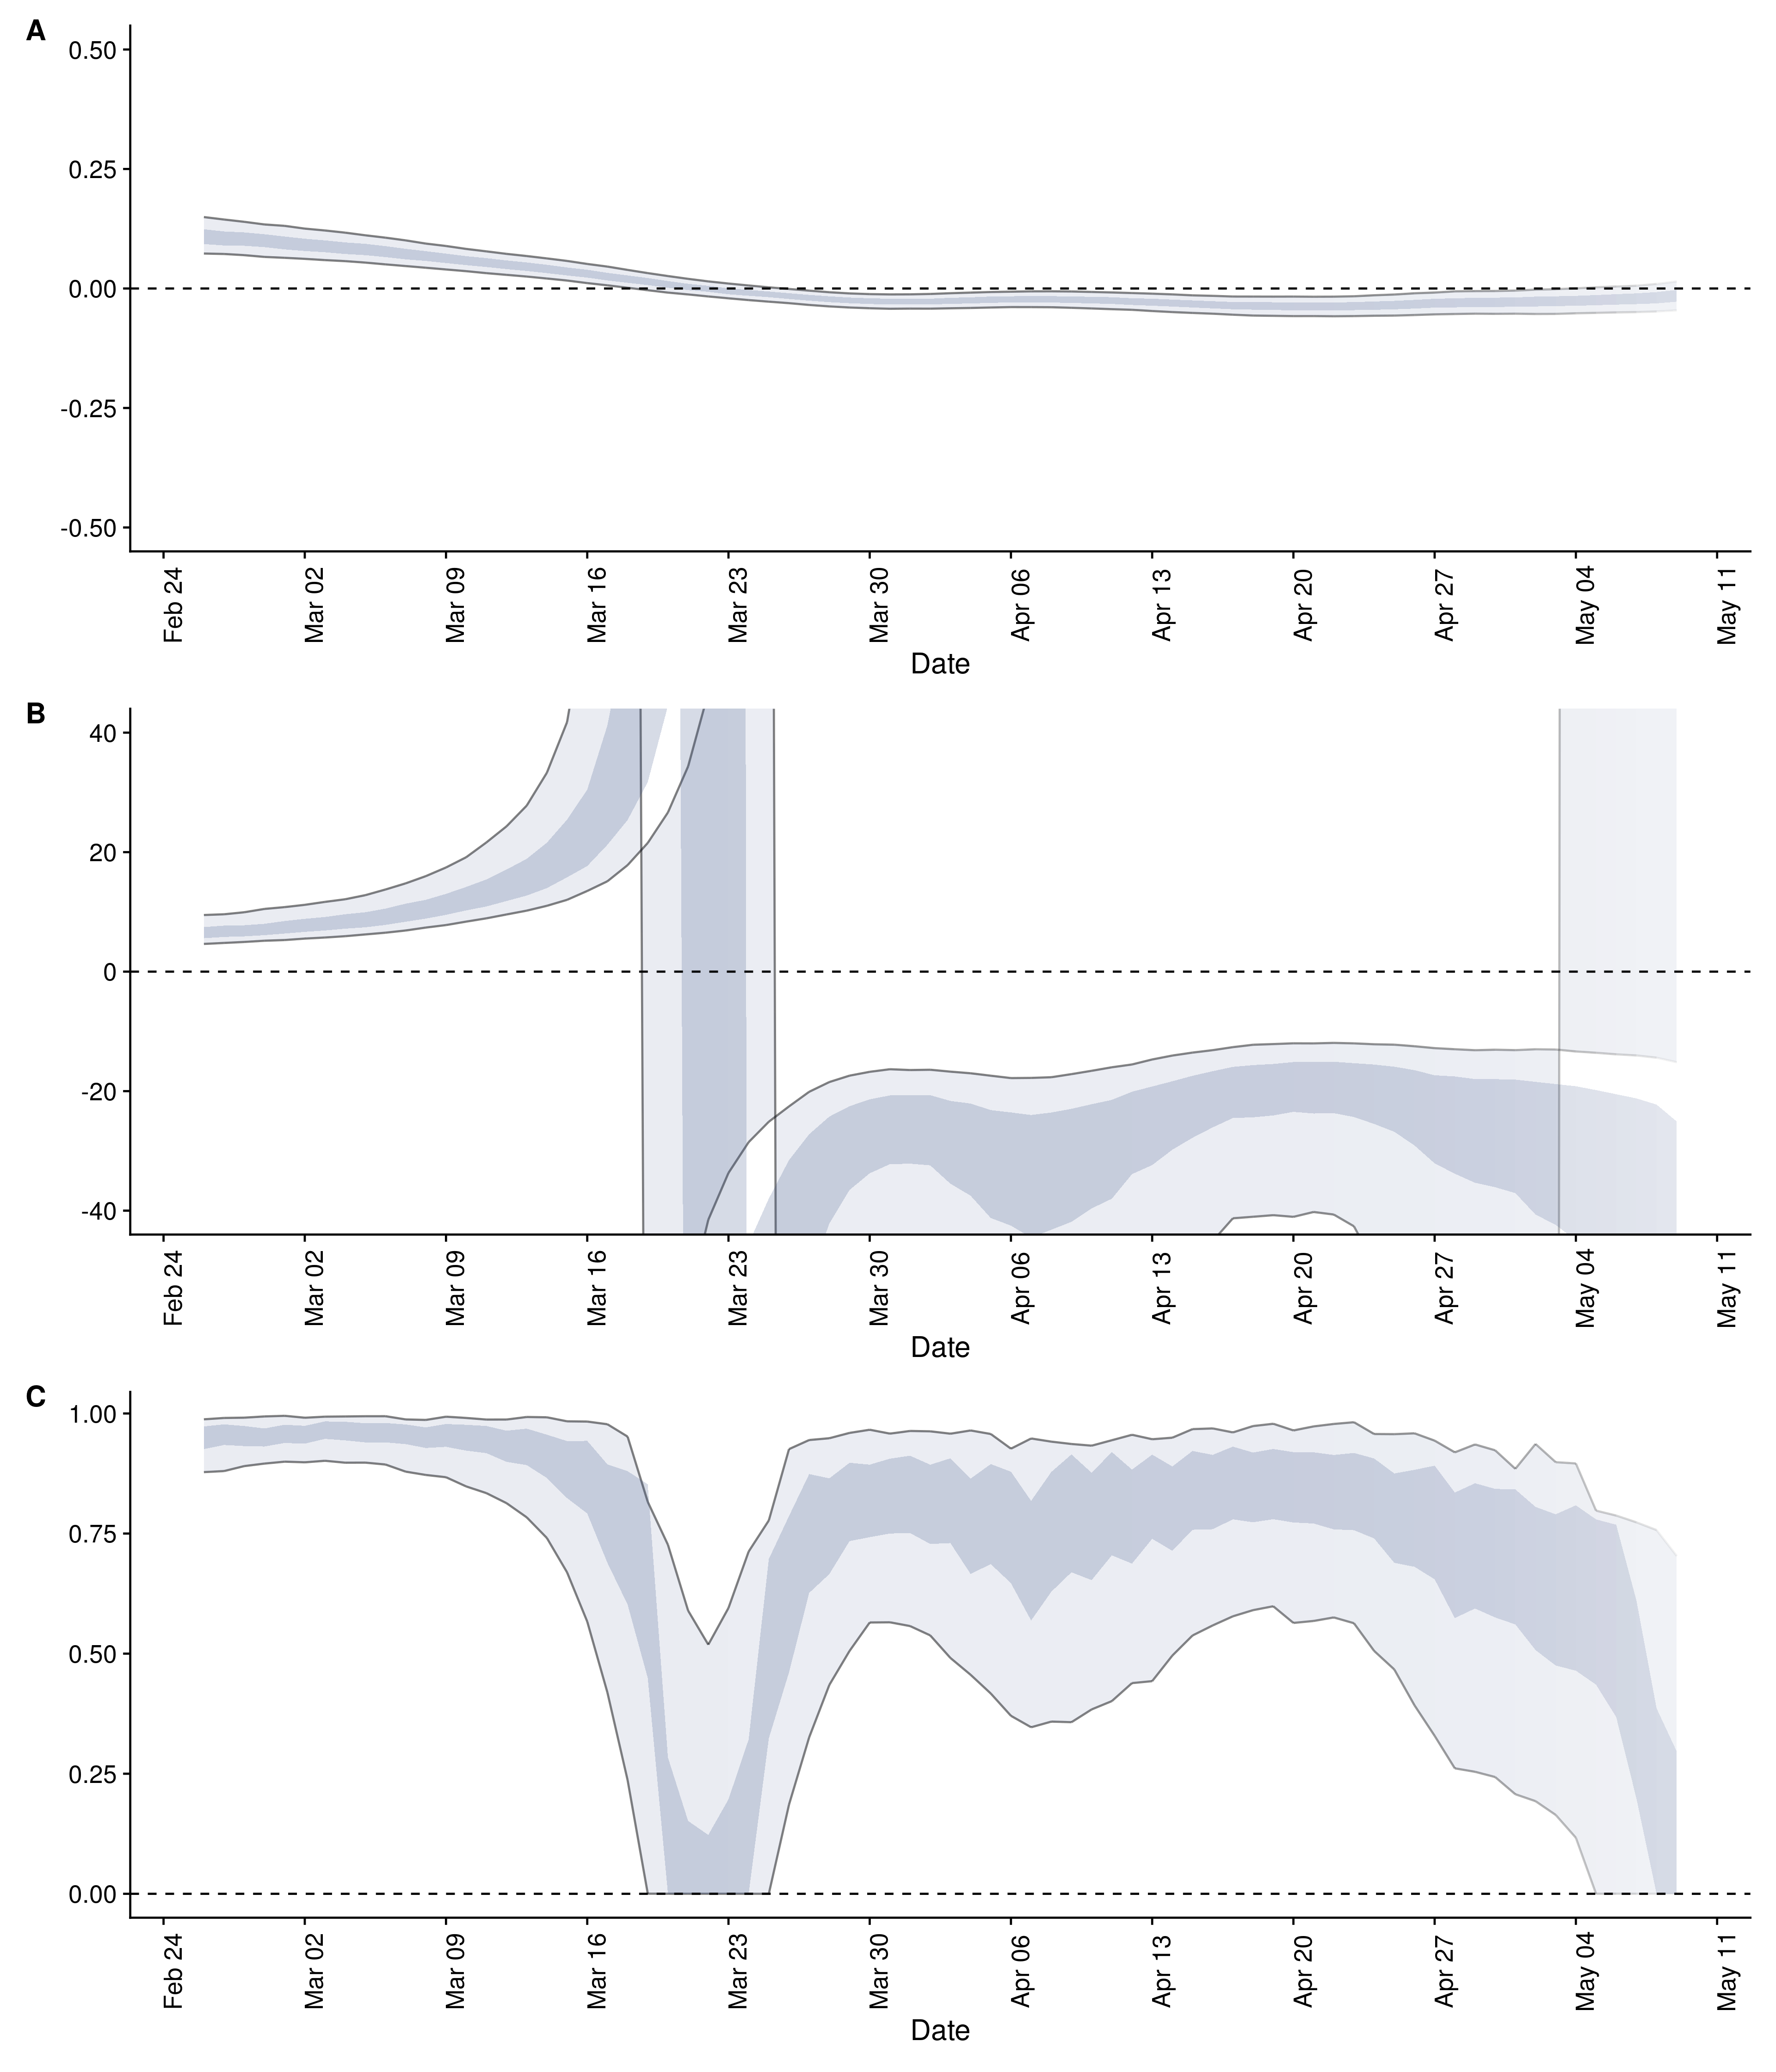 A
0.50
0.25
0.00
-0.25
-0.50
Feb 24
Mar 02
Mar 09
Mar 16
Mar 23
Mar 30
Apr 06
Apr 13
Apr 20
Apr 27
May 04
May 11
Date
B
40
20
0
-20
-40
Feb 24
Mar 02
Mar 09
Mar 16
Mar 23
Mar 30
Apr 06
Apr 13
Apr 20
Apr 27
May 04
May 11
Date
C
1.00
0.75
0.50
0.25
0.00
Feb 24
Mar 02
Mar 09
Mar 16
Mar 23
Mar 30
Apr 06
Apr 13
Apr 20
Apr 27
May 04
May 11
Date